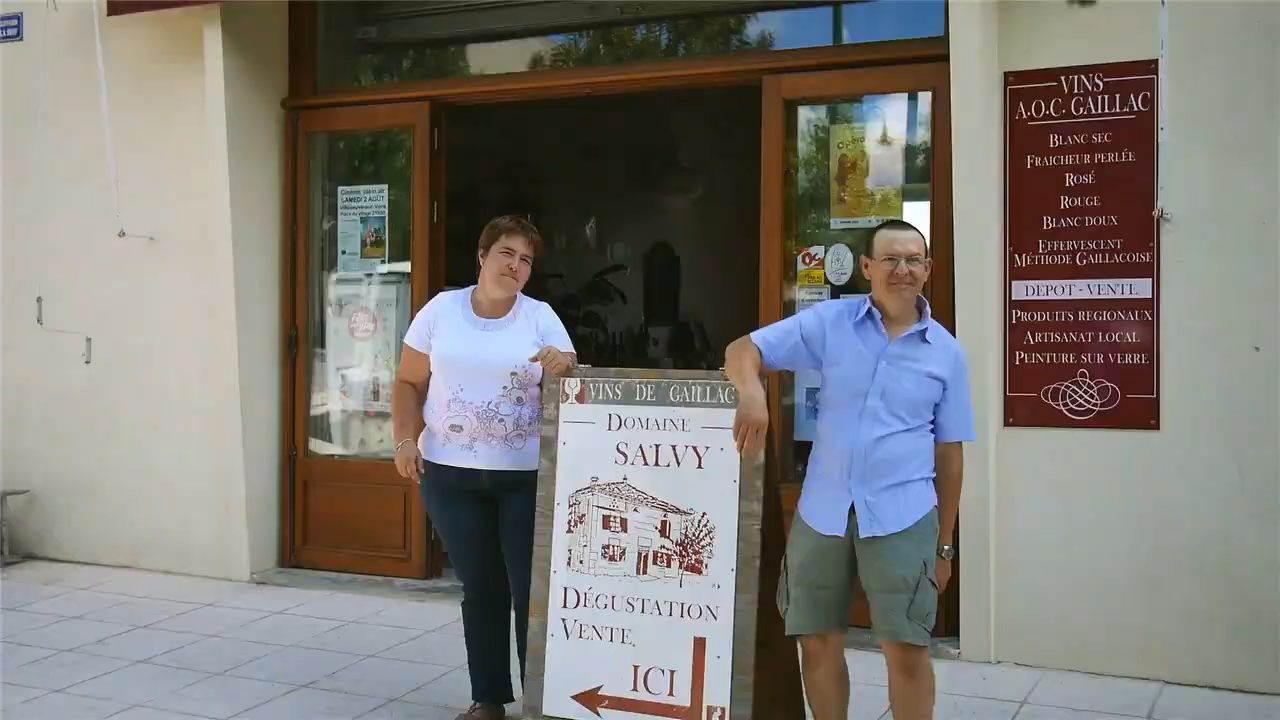 VINS
A.O.C. GAILLAC
BLANC SEC
FRAICHEUR PERLÉE
ROSÉ
ROUGE
BLANC DOUX
EFFERVESCENT
MÉTHODE GAILLACOISE
DEPOT - VENTE
PRODUITS REGIONAUX
ARTISANAT LOCAL
PEINTURE SUR VERRE
VINS DE GAILLAC
DOMAINE
SALVY
DÉGUSTATION
VENTE
ICI
SAMEDI 2 AOÛT